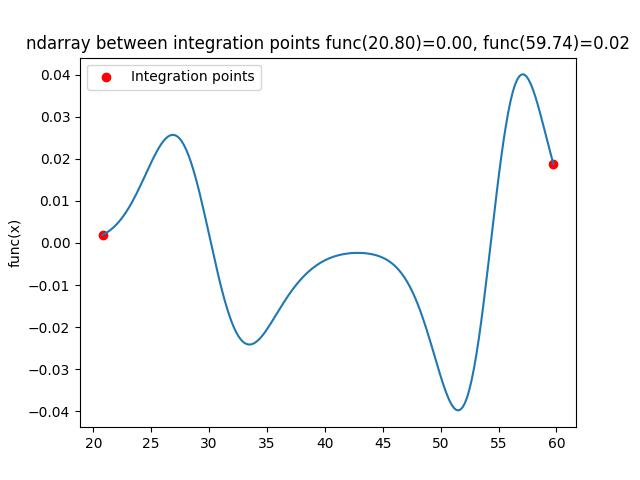 ndarray between integration points func(20.80)=0.00, func(59.74)=0.02
Integration points
func(x)
0.04
0.03
0.02
0.01
0.00
−0.01
−0.02
−0.03
−0.04
20 25 30 35 40 45 50 55 60